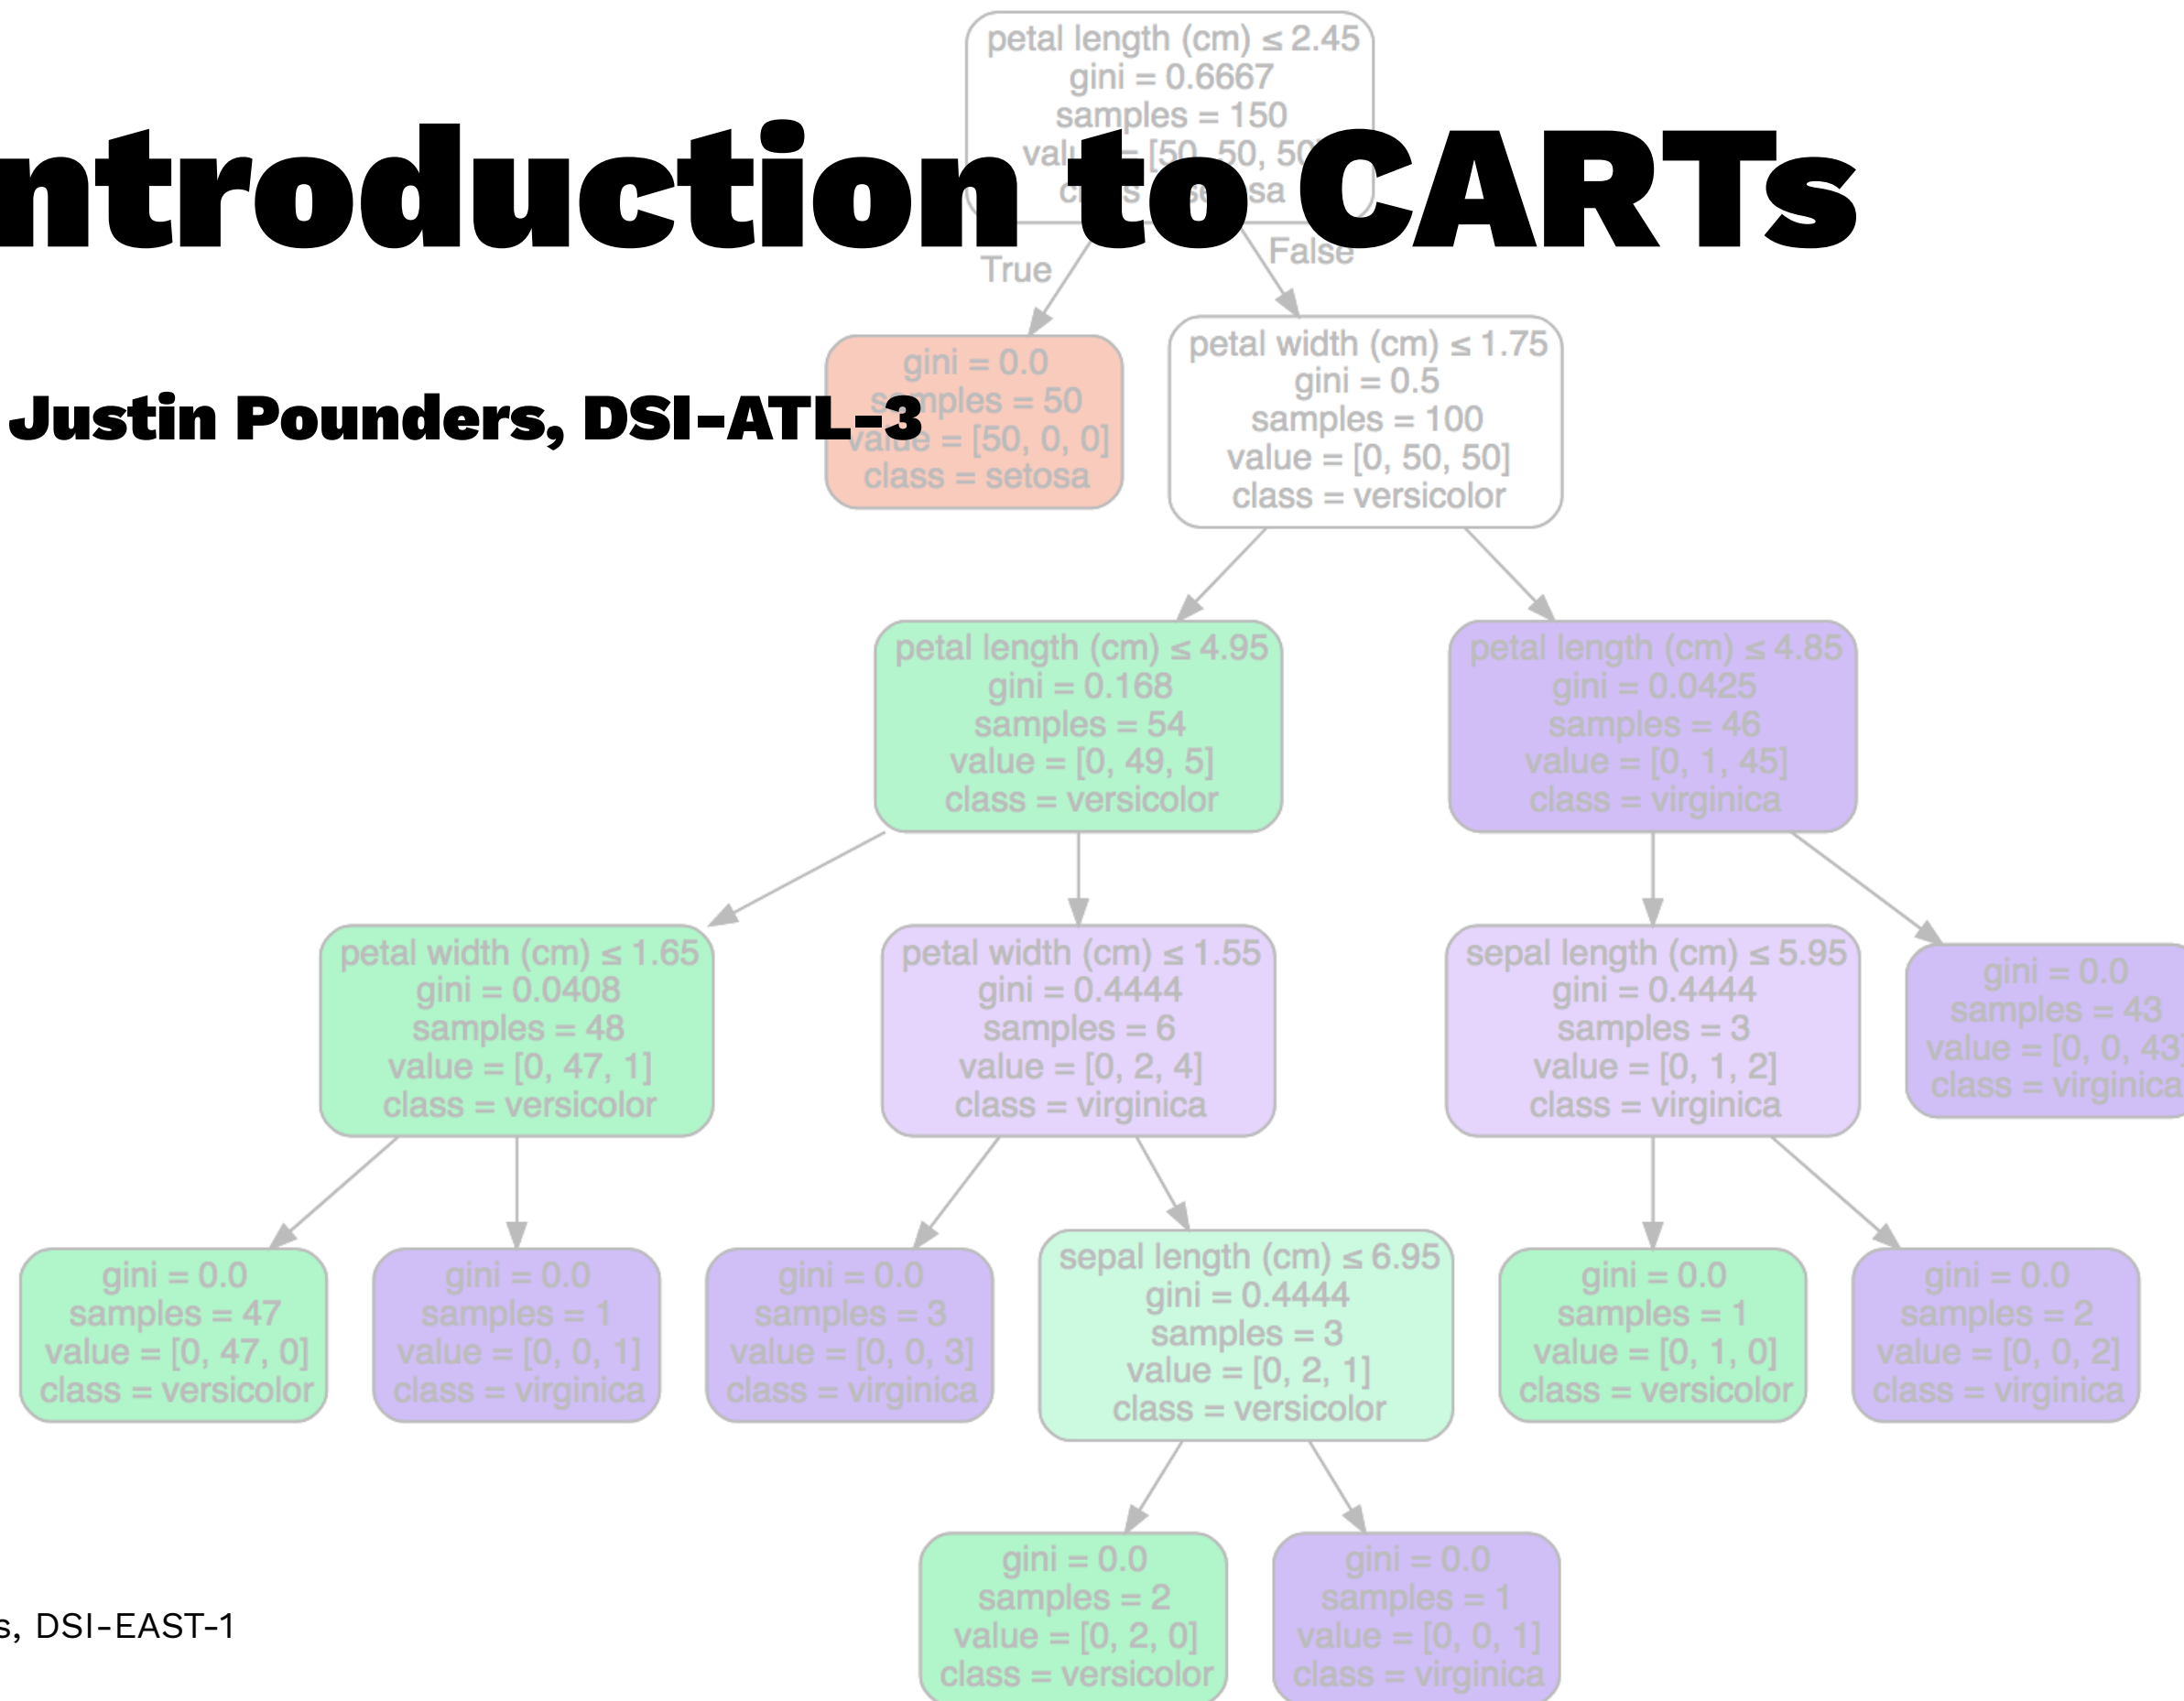 petal length (cm) ≤ 2.45
gini = 0.6667
samples = 150
ntroduction to CARTs
True
False
Justin Pounders, DSI-ATL-3
gini = 0.0
samples = 50
value = [50, 0, 0]
class = setosa
petal width (cm) ≤ 1.75
gini = 0.5
samples = 100
value = [0, 50, 50]
class = versicolor
petal length (cm) ≤ 4.95
gini = 0.168
samples = 54
value = [0, 49, 5]
class = versicolor
petal length (cm) ≤ 4.85
gini = 0.0425
samples = 46
value = [0, 1, 45]
class = virginica
petal width (cm) ≤ 1.65
gini = 0.0408
samples = 48
value = [0, 47, 1]
class = versicolor
petal width (cm) ≤ 1.55
gini = 0.4444
samples = 6
value = [0, 2, 4]
class = virginica
sepal length (cm) ≤ 5.95
gini = 0.4444
samples = 3
value = [0, 1, 2]
class = virginica
gini = 0.0
samples = 43
value = [0, 0, 43]
class = virginica
gini = 0.0
samples = 47
value = [0, 47, 0]
class = versicolor
gini = 0.0
samples = 1
value = [0, 0, 1]
class = virginica
gini = 0.0
samples = 3
value = [0, 0, 3]
class = virginica
sepal length (cm) ≤ 6.95
gini = 0.4444
samples = 3
value = [0, 2, 1]
class = versicolor
gini = 0.0
samples = 1
value = [0, 1, 0]
class = versicolor
gini = 0.0
samples = 2
value = [0, 0, 2]
class = virginica
gini = 0.0
samples = 2
value = [0, 2, 0]
class = versicolor
gini = 0.0
samples = 1
value = [0, 0, 1]
class = virginica
s, DSI-EAST-1